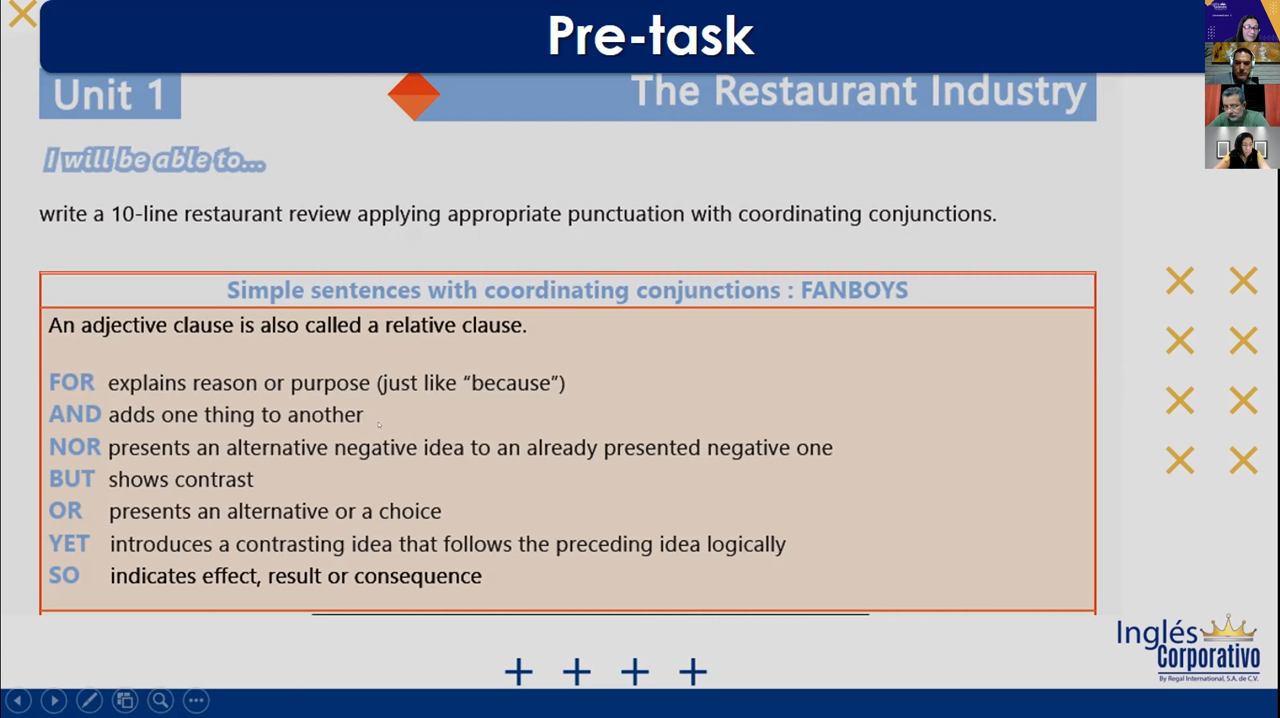 Pre-task
Unit 1
The Restaurant Industry
I will be able to...
write a 10-line restaurant review applying appropriate punctuation with coordinating conjunctions.
Simple sentences with coordinating conjunctions : FANBOYS
An adjective clause is also called a relative clause.
FOR explains reason or purpose (just like “because”)
AND adds one thing to another
NOR presents an alternative negative idea to an already presented negative one
BUT shows contrast
OR presents an alternative or a choice
YET introduces a contrasting idea that follows the preceding idea logically
SO indicates effect, result or consequence
Inglés
Corporativo
By Regal International, S.A. de C.V.